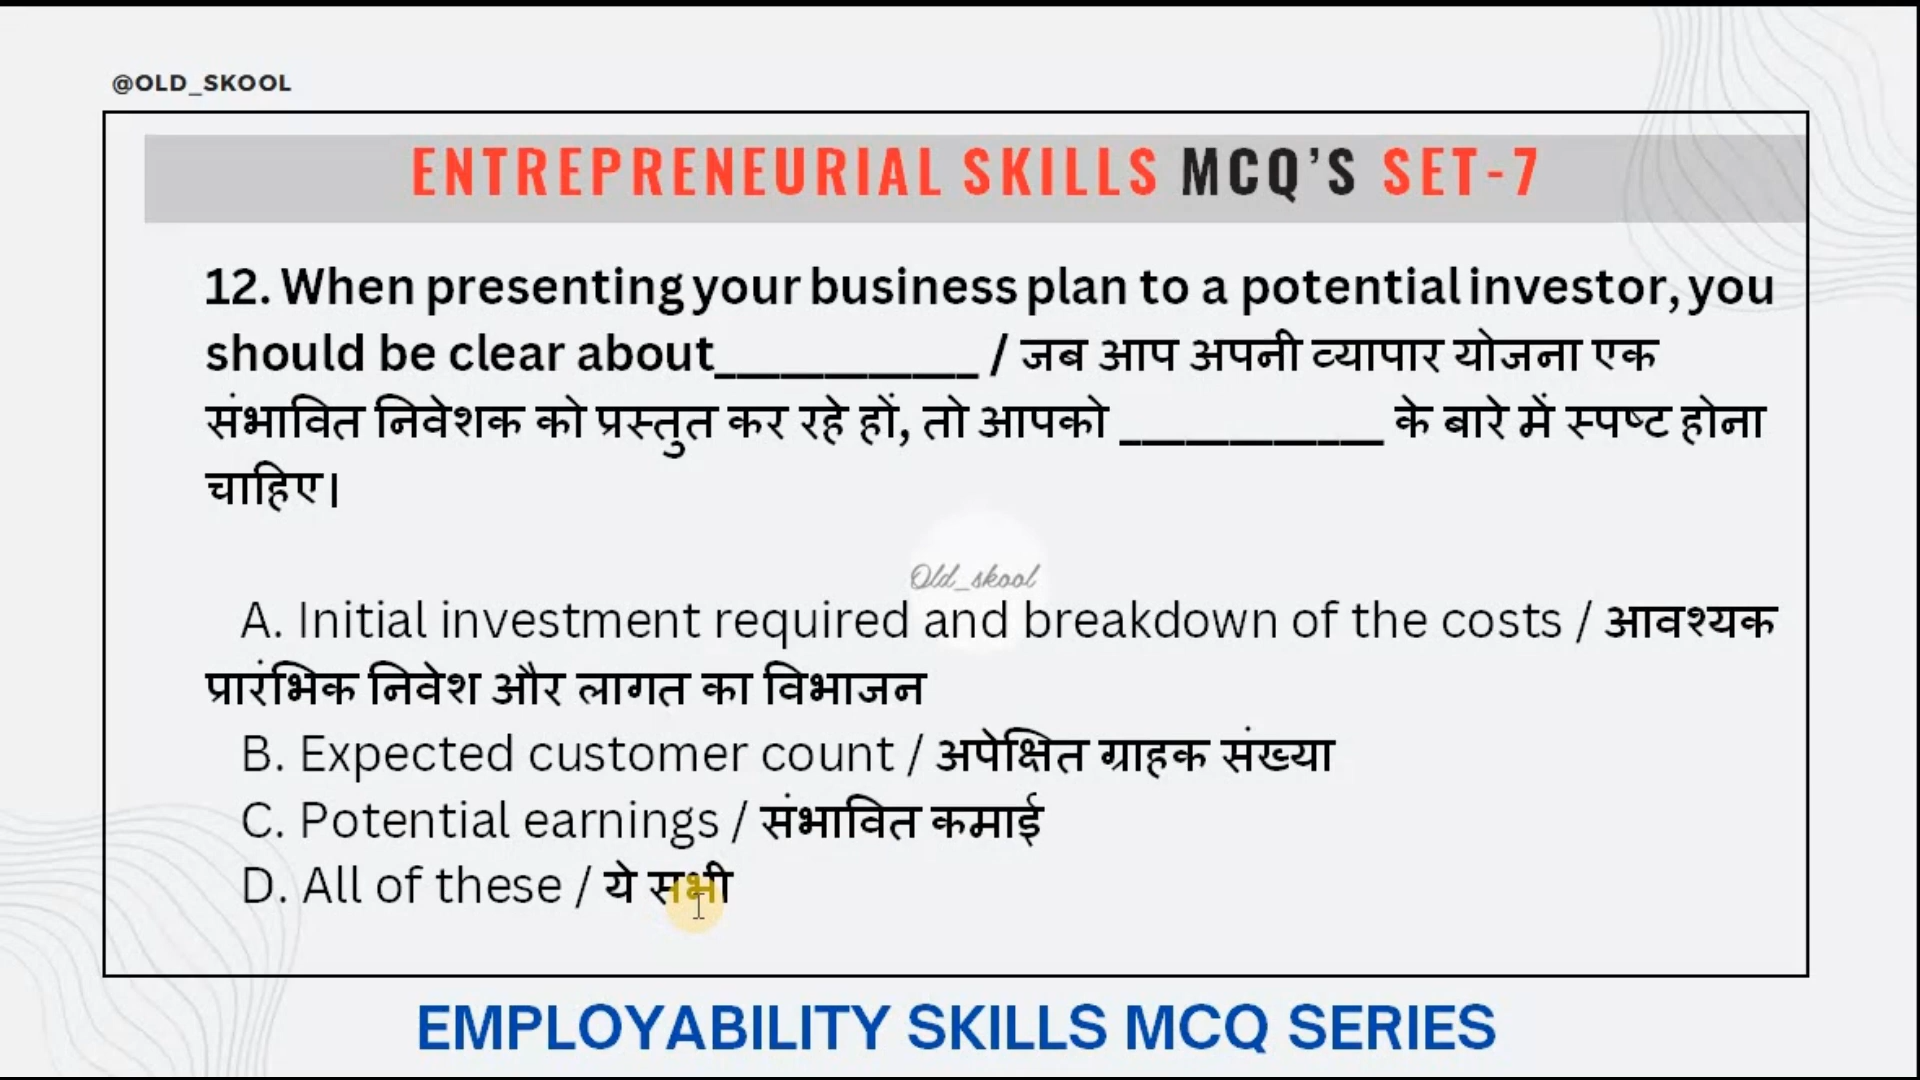 @OLD_SKOOL
ENTREPRENEURIAL SKILLS MCQ'S SET-7
12. When presenting your business plan to a potential investor, you
should be clear about____________ / जब आप अपनी व्यापार योजना एक
संभावित निवेशक को प्रस्तुत कर रहे हों, तो आपको ____________ के बारे में स्पष्ट होना
चाहिए।
Old_skool
A. Initial investment required and breakdown of the costs / आवश्यक
प्रारंभिक निवेश और लागत का विभाजन
B. Expected customer count / अपेक्षित ग्राहक संख्या
C. Potential earnings / संभावित कमाई
D. All of these / ये सभी
EMPLOYABILITY SKILLS MCQ SERIES